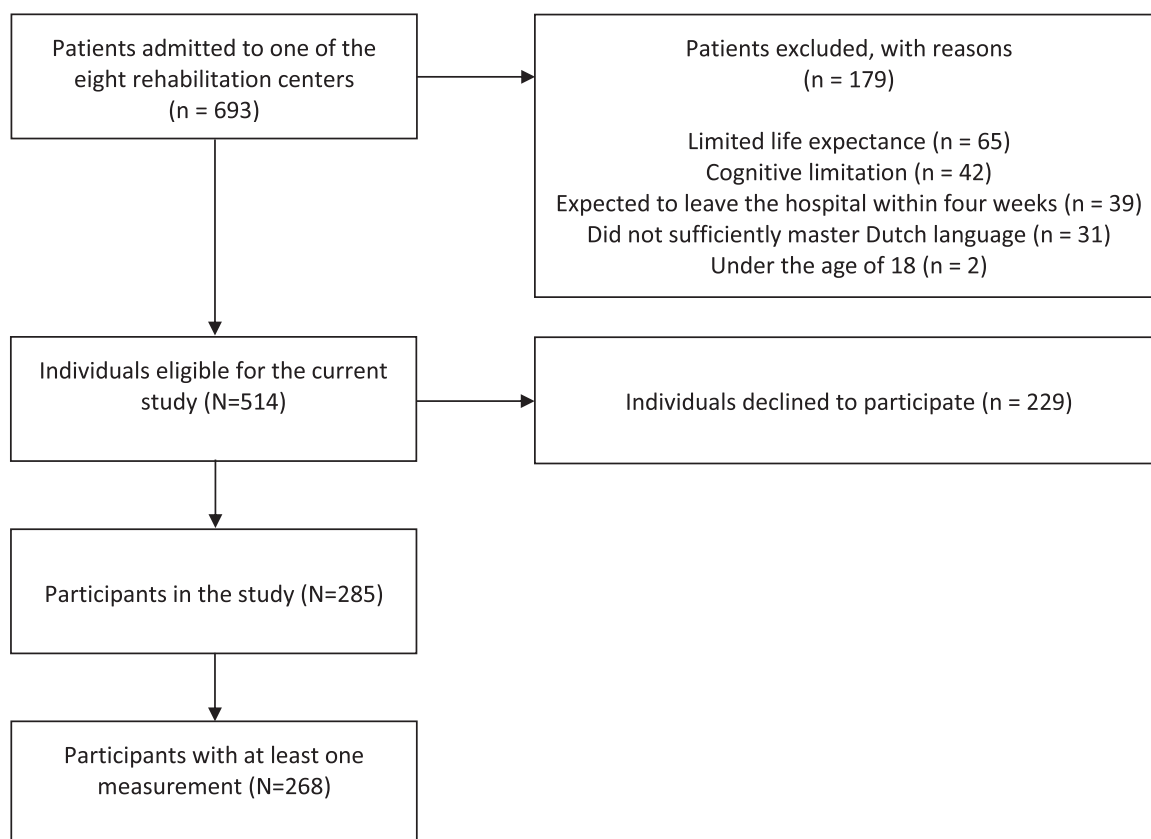 Patients admitted to one of the
eight rehabilitation centers
(n = 693)
Patients excluded, with reasons
(n = 179)
Limited life expectance (n = 65)
Cognitive limitation (n = 42)
Expected to leave the hospital within four weeks (n = 39)
Did not sufficiently master Dutch language (n = 31)
Under the age of 18 (n = 2)
Individuals eligible for the current
study (N=514)
Individuals declined to participate (n = 229)
Participants in the study (N=285)
Participants with at least one
measurement (N=268)